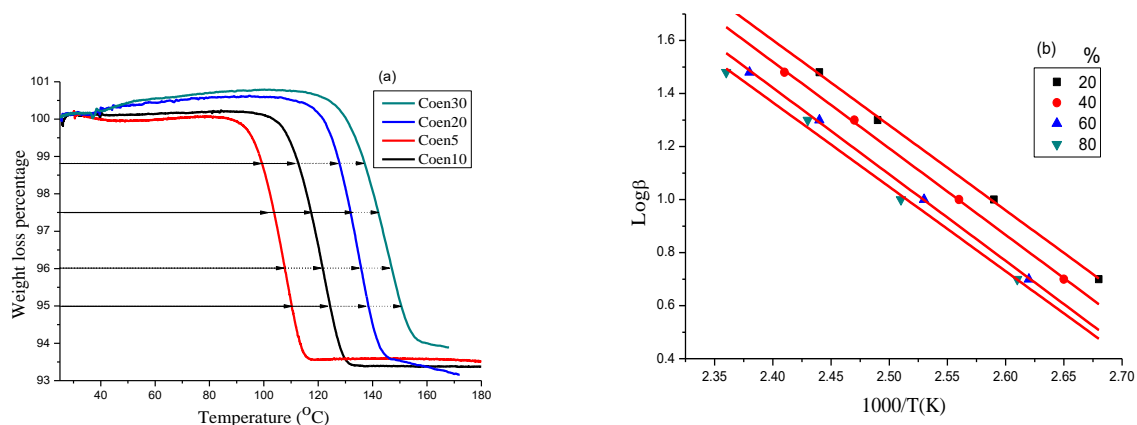 (a)
Coen30
Coen20
Coen5
Coen10
101
100
99
98
97
96
95
94
93
40 60 80 100 120 140 160 180
Weight loss percentage
Temperature (°C)
(b)
%
20
40
60
80
1.6
1.4
1.2
1.0
0.8
0.6
0.4
2.35 2.40 2.45 2.50 2.55 2.60 2.65 2.70
Logβ
1000/T(K)